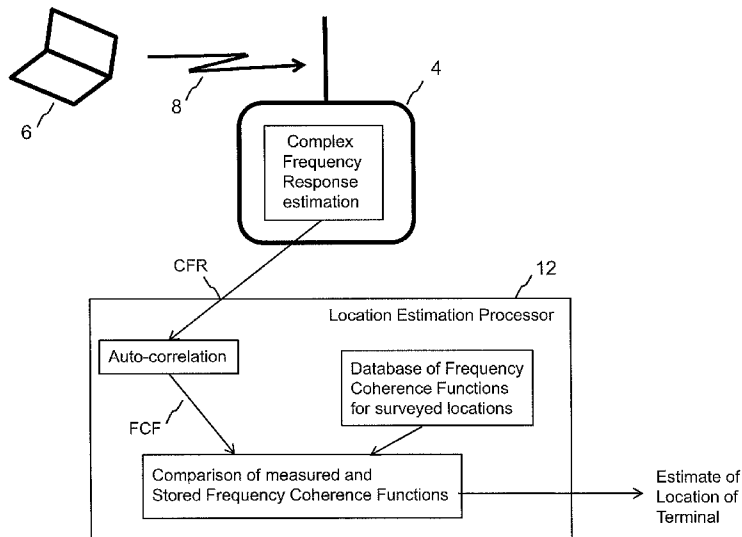 6
8
4
Complex
Frequency
Response
estimation
CFR
12
Location Estimation Processor
Auto-correlation
Database of Frequency
Coherence Functions
for surveyed locations
FCF
Comparison of measured and
Stored Frequency Coherence Functions
Estimate of
Location of
Terminal